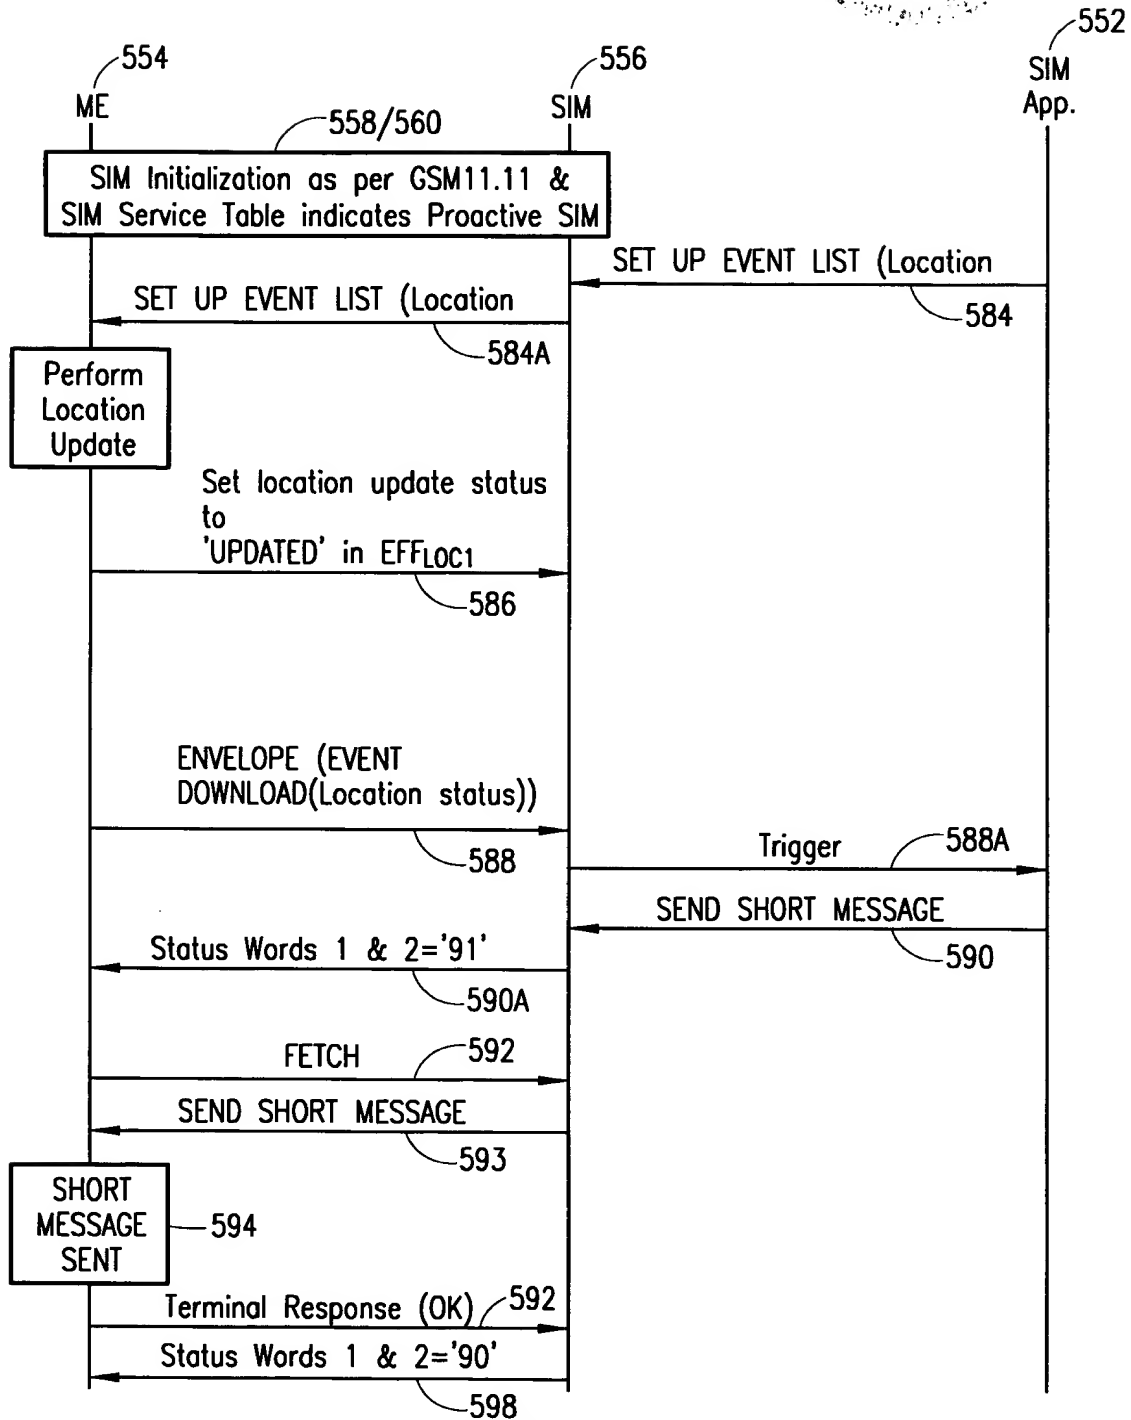 552
554
556
SIM
App.
ME
SIM
558/560
SIM Initialization as per GSM11.11 &
SIM Service Table indicates Proactive SIM
SET UP EVENT LIST (Location
584
SET UP EVENT LIST (Location
584A
Perform
Location
Update
Set location update status
to
'UPDATED' in EFFLOC1
586
ENVELOPE (EVENT
DOWNLOAD(Location status))
588
Trigger
588A
SEND SHORT MESSAGE
590
Status Words 1 & 2='91'
590A
FETCH
592
SEND SHORT MESSAGE
593
SHORT
MESSAGE
SENT
594
Terminal Response (OK)
592
Status Words 1 & 2='90'
598